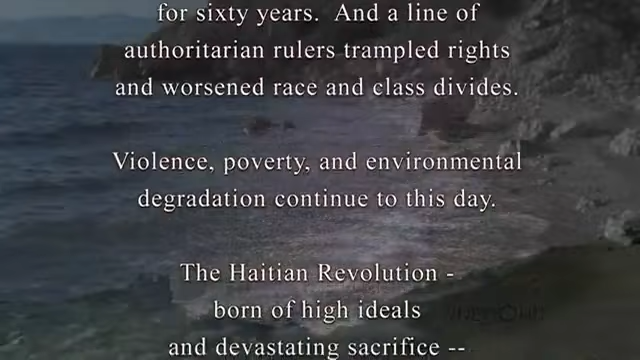 for sixty years.  And a line of
authoritarian rulers trampled rights
and worsened race and class divides.
Violence, poverty, and environmental
degradation continue to this day.
The Haitian Revolution -
born of high ideals
and devastating sacrifice --